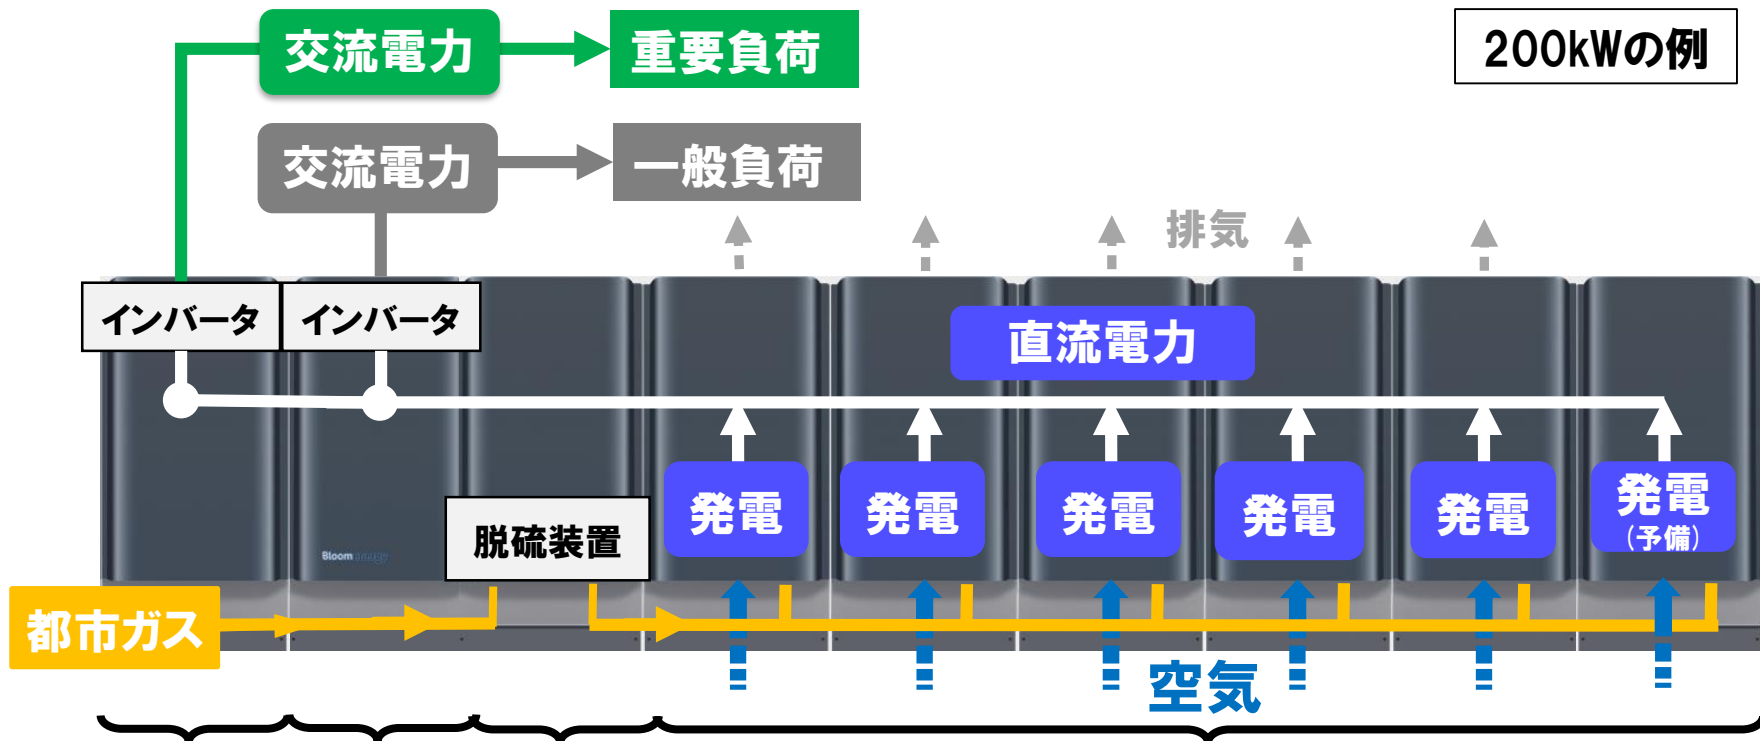 交流電力
重要負荷
200kWの例
交流電力
一般負荷
排気
インバータ
インバータ
直流電力
発電
発電
発電
発電
発電
発電
(予備)
脱硫装置
Bloomenergy
都市ガス
空気